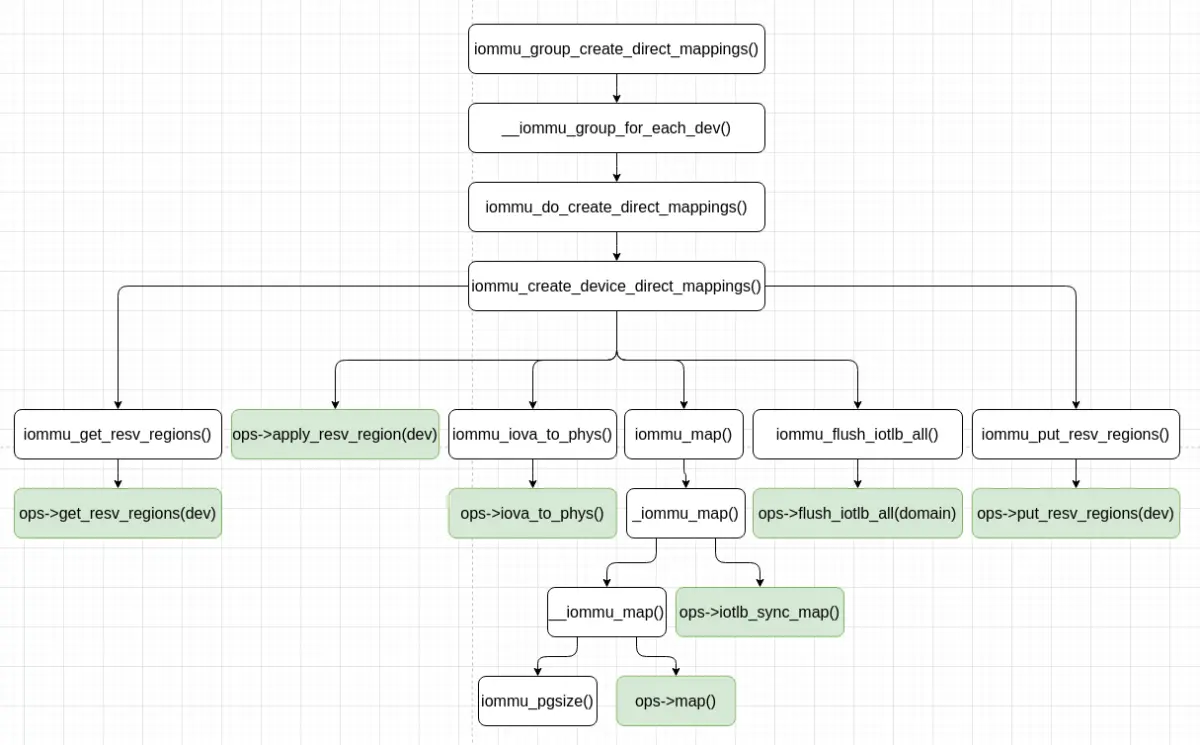 iommu_group_create_direct_mappings()
__iommu_group_for_each_dev()
iommu_do_create_direct_mappings()
iommu_create_device_direct_mappings()
iommu_get_resv_regions()
ops->apply_resv_region(dev)
iommu_iova_to_phys()
iommu_map()
iommu_flush_iotlb_all()
iommu_put_resv_regions()
ops->get_resv_regions(dev)
ops->iova_to_phys()
_iommu_map()
ops->flush_iotlb_all(domain)
ops->put_resv_regions(dev)
__iommu_map()
ops->iotlb_sync_map()
iommu_pgsize()
ops->map()